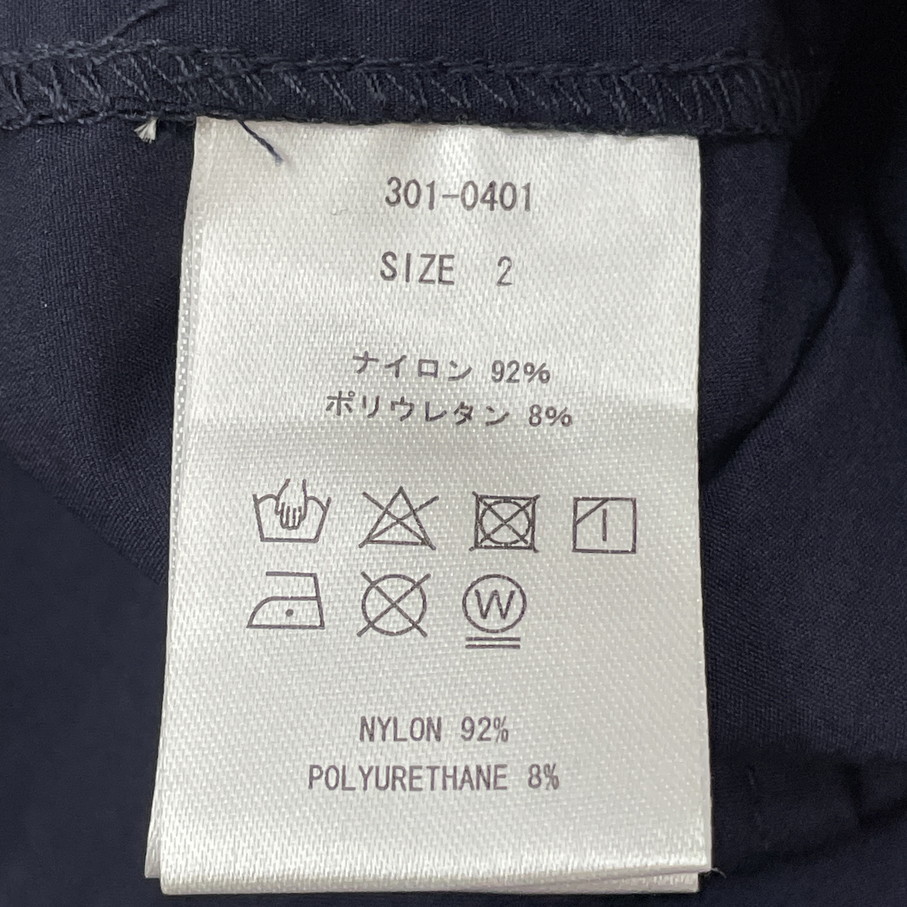 301-0401
SIZE 2
ナイロン 92%
ポリウレタン 8%
W
NYLON 92%
POLYURETHANE 8%